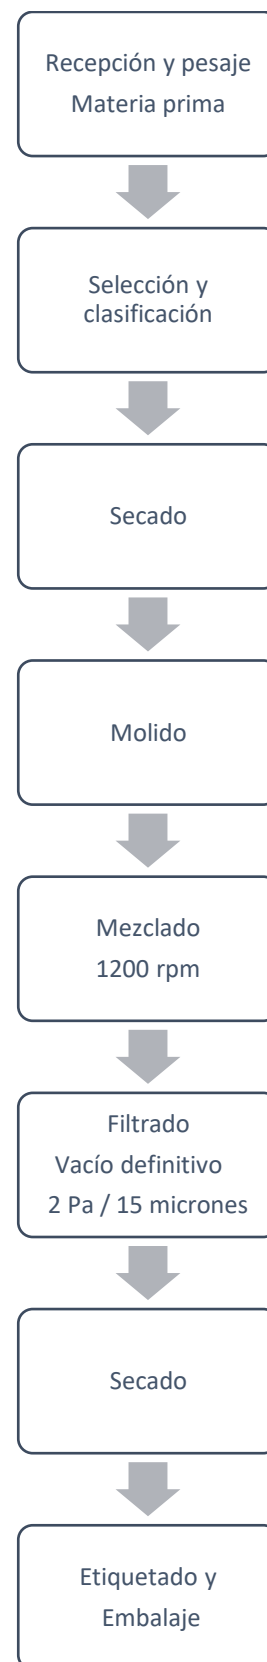 Recepción y pesaje
Materia prima
Selección y
clasificación
Secado
Molido
Mezclado
1200 rpm
Filtrado
Vacío definitivo
2 Pa / 15 micrones
Secado
Etiquetado y
Embalaje